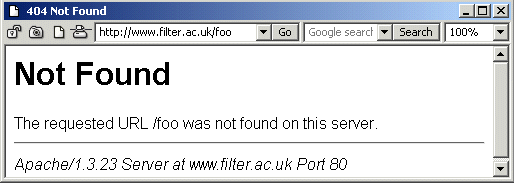 404 Not Found
http://www.filter.ac.uk/foo Go Google search Search 100%
Not Found
The requested URL /foo was not found on this server.
Apache/1.3.23 Server at www.filter.ac.uk Port 80